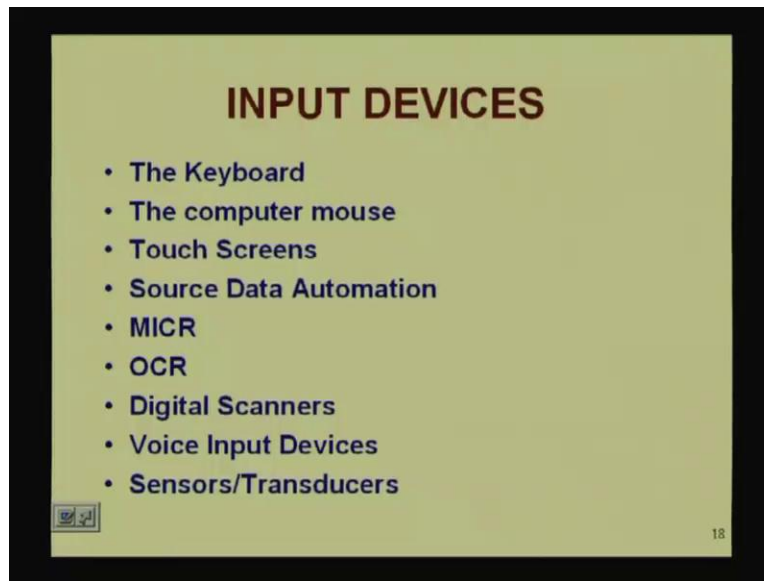 INPUT DEVICES
• The Keyboard
• The computer mouse
• Touch Screens
• Source Data Automation
• MICR
• OCR
• Digital Scanners
• Voice Input Devices
• Sensors/Transducers
18